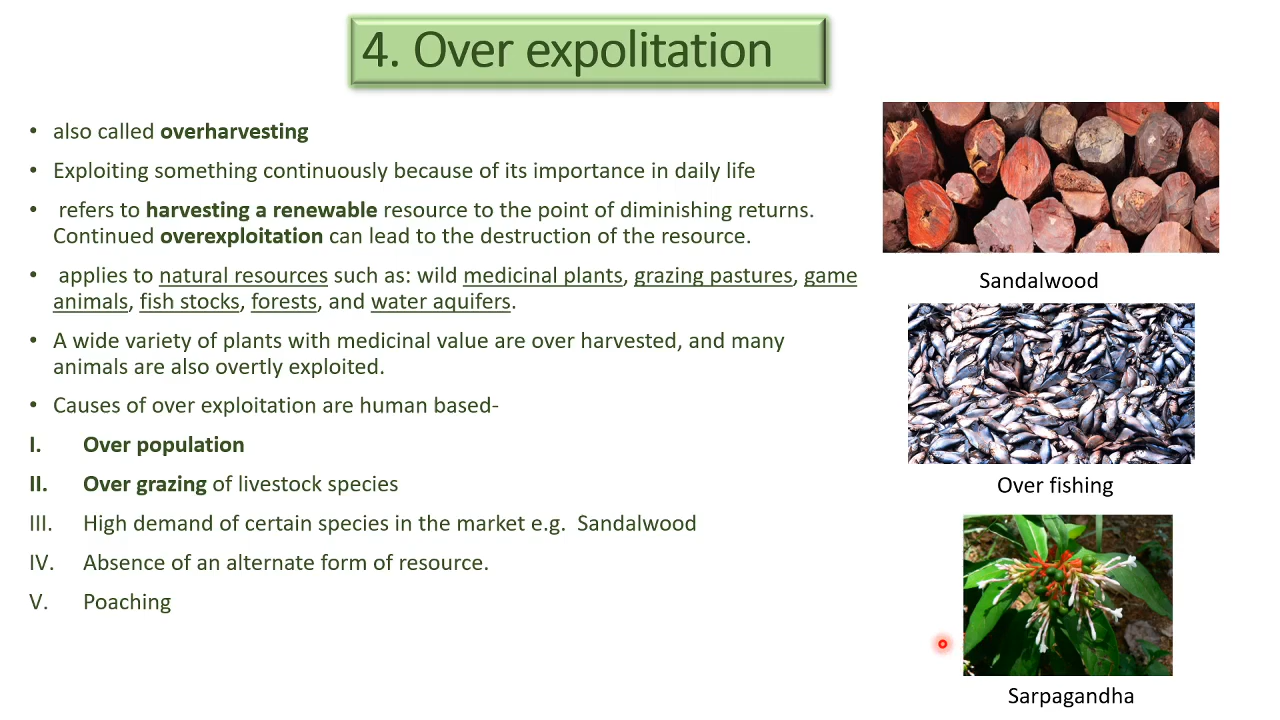 4. Over expolitation
• also called overharvesting
• Exploiting something continuously because of its importance in daily life
• refers to harvesting a renewable resource to the point of diminishing returns.
Continued overexploitation can lead to the destruction of the resource.
• applies to natural resources such as: wild medicinal plants, grazing pastures, game
animals, fish stocks, forests, and water aquifers.
• A wide variety of plants with medicinal value are over harvested, and many
animals are also overtly exploited.
• Causes of over exploitation are human based-
I. Over population
II. Over grazing of livestock species
III. High demand of certain species in the market e.g. Sandalwood
IV. Absence of an alternate form of resource.
V. Poaching
Sandalwood
Over fishing
Sarpagandha